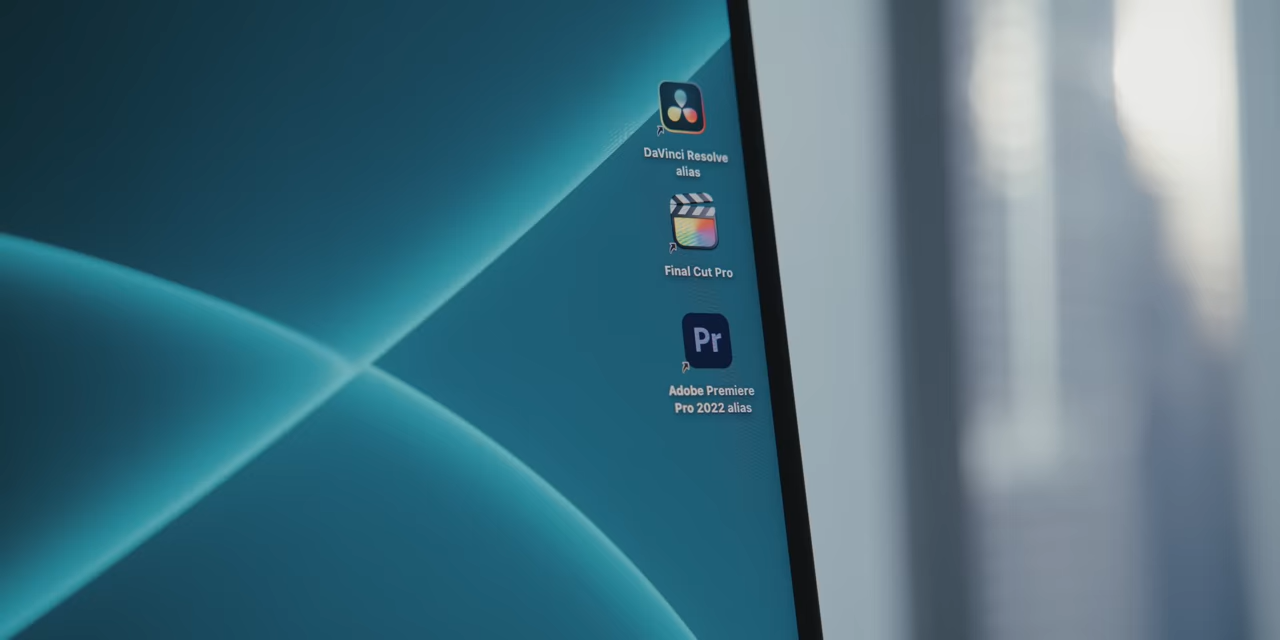 DaVinci Resolve
alias
Final Cut Pro
Pr
Adobe Premiere
Pro 2022 alias